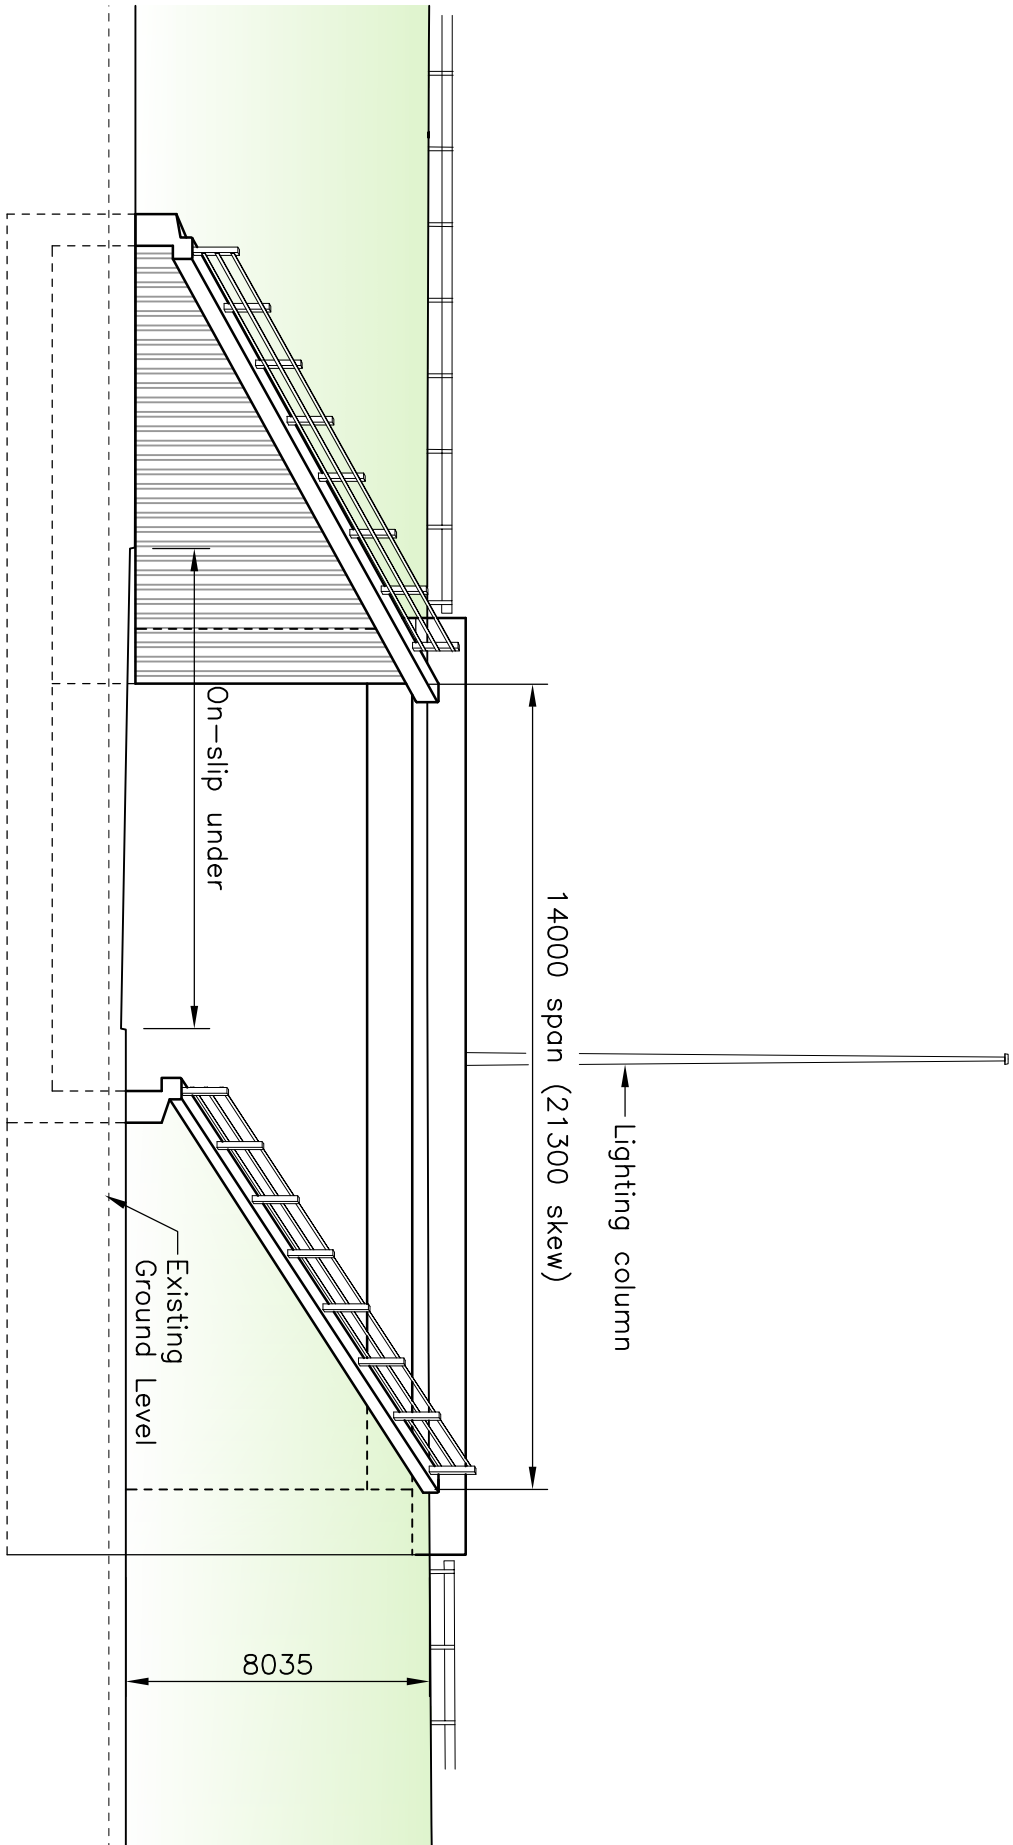 Lighting column
14000 span (21300 skew)
On-slip under
Existing
Ground Level
8035